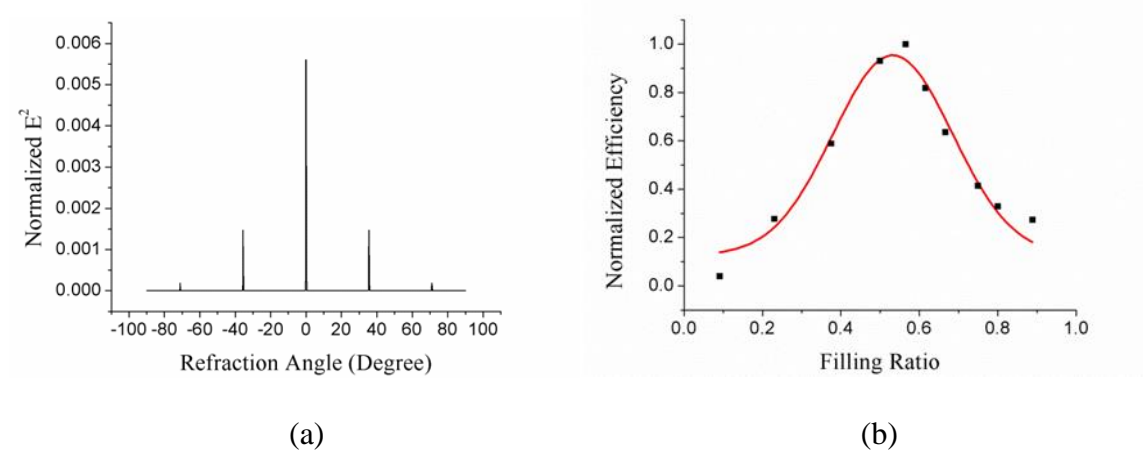 0.006
0.005
0.004
0.003
0.002
0.001
0.000
Normalized E²
-100 -80 -60 -40 -20 0 20 40 60 80 100
Refraction Angle (Degree)
(a)
1.0
0.8
0.6
0.4
0.2
0.0
Normalized Efficiency
0.0 0.2 0.4 0.6 0.8 1.0
Filling Ratio
(b)